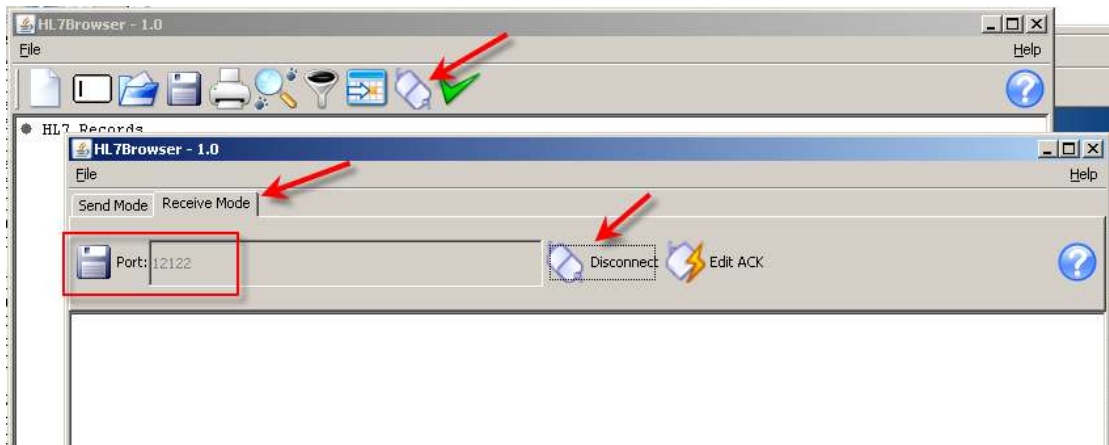 HL7Browser - 1.0
File Help
HL7 Records
HL7Browser - 1.0
File Help
Send Mode Receive Mode
Port: 12122 Disconnect Edit ACK